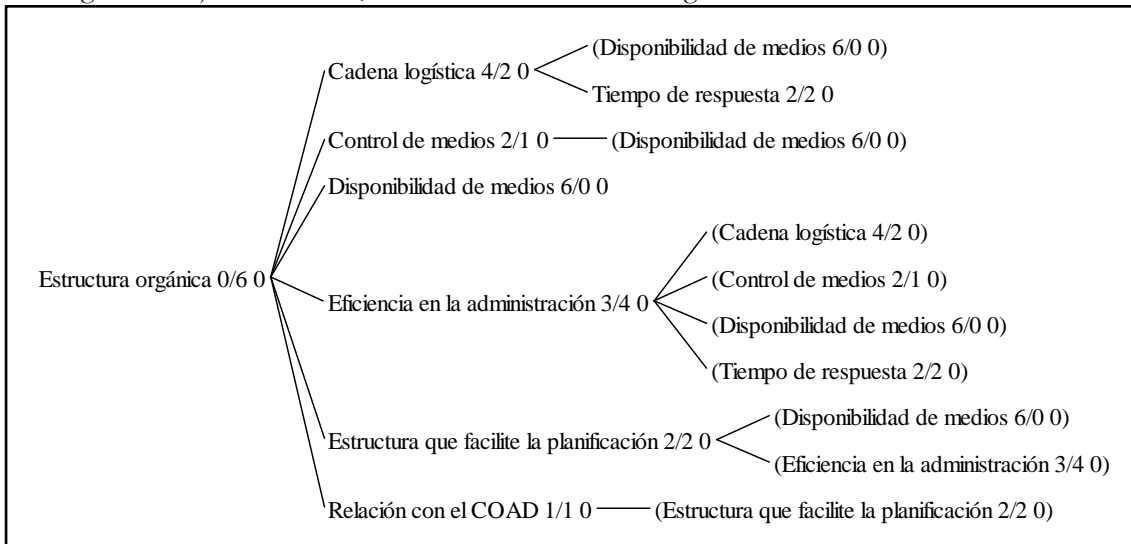 (Disponibilidad de medios 6/0 0)
Cadena logística 4/2 0
Tiempo de respuesta 2/2 0
Control de medios 2/1 0
(Disponibilidad de medios 6/0 0)
Disponibilidad de medios 6/0 0
(Cadena logística 4/2 0)
Estructura orgánica 0/6 0
(Control de medios 2/1 0)
Eficiencia en la administración 3/4 0
(Disponibilidad de medios 6/0 0)
(Tiempo de respuesta 2/2 0)
(Disponibilidad de medios 6/0 0)
Estructura que facilite la planificación 2/2 0
(Eficiencia en la administración 3/4 0)
Relación con el COAD 1/1 0
(Estructura que facilite la planificación 2/2 0)